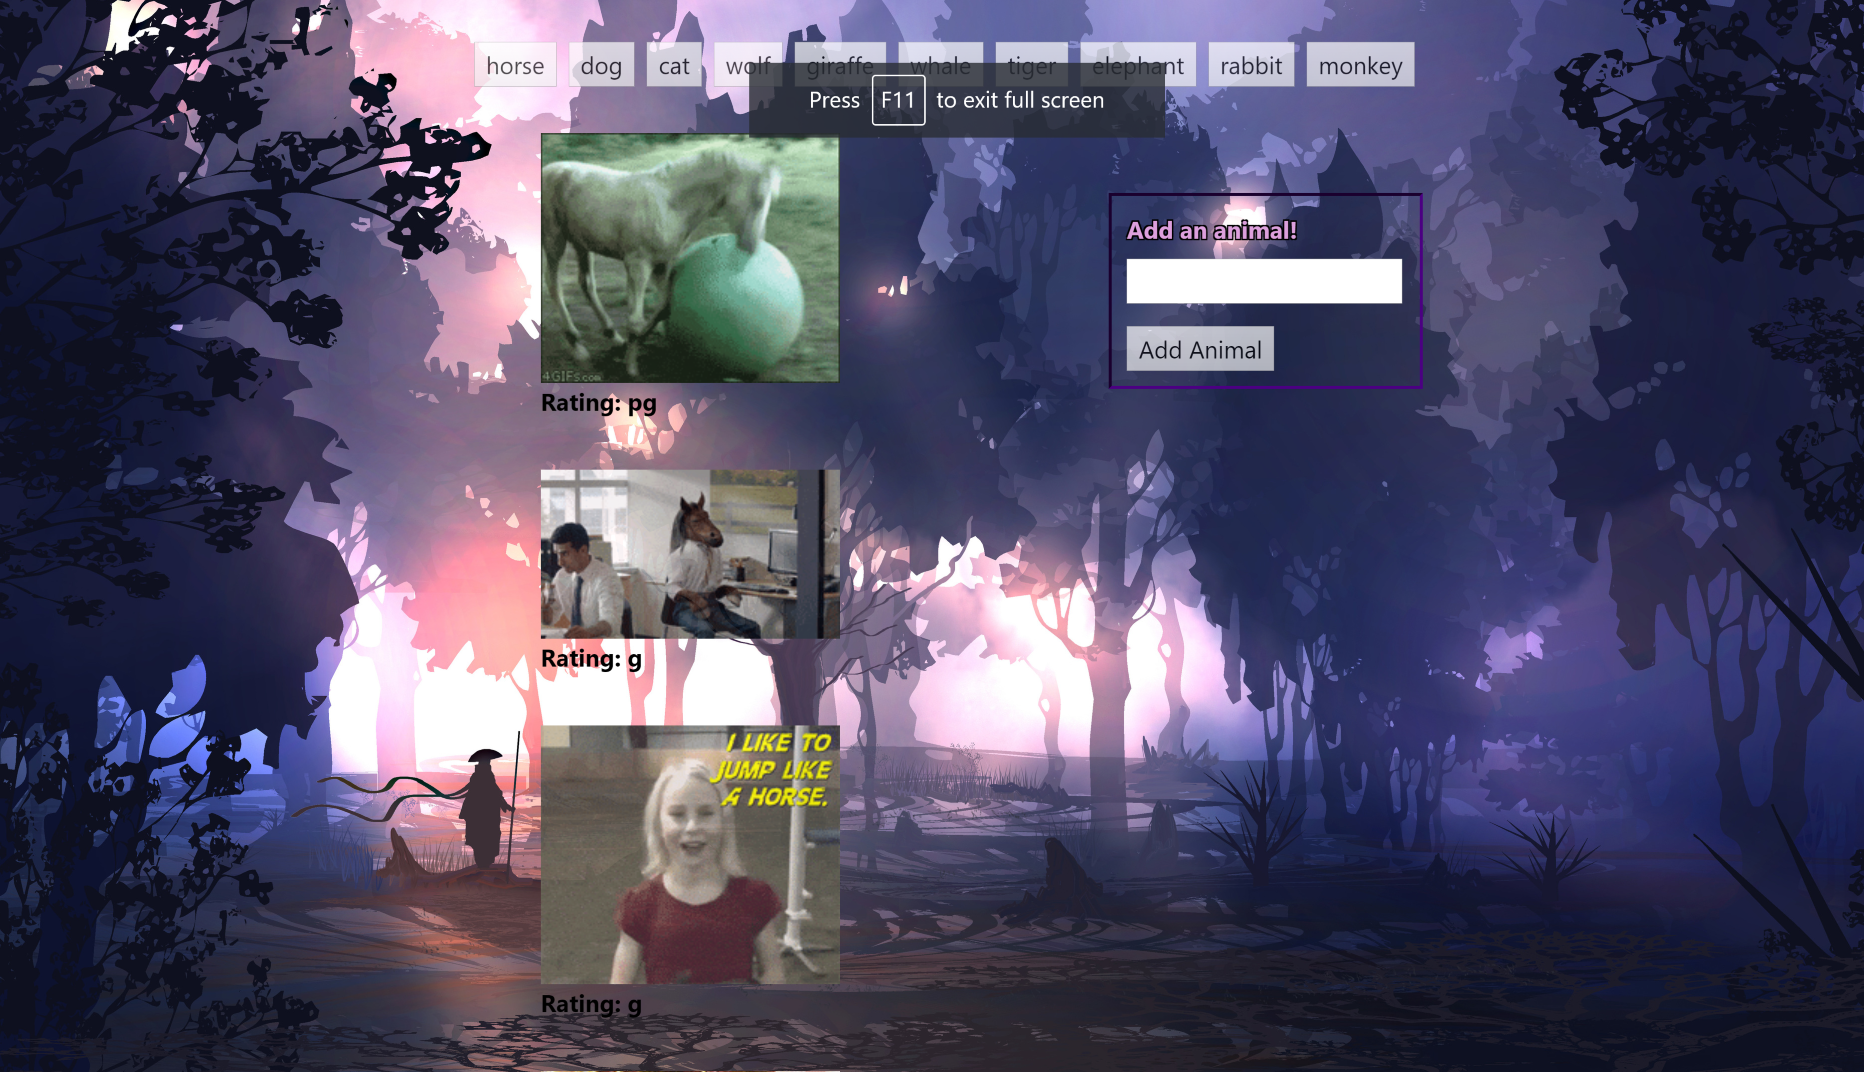 horse dog cat wolf giraffe whale tiger elephant rabbit monkey
Press F11 to exit full screen
4GIFs.com
Rating: pg
Add an animal!
Add Animal
Rating: g
I LIKE TO
JUMP LIKE
A HORSE.
Rating: g